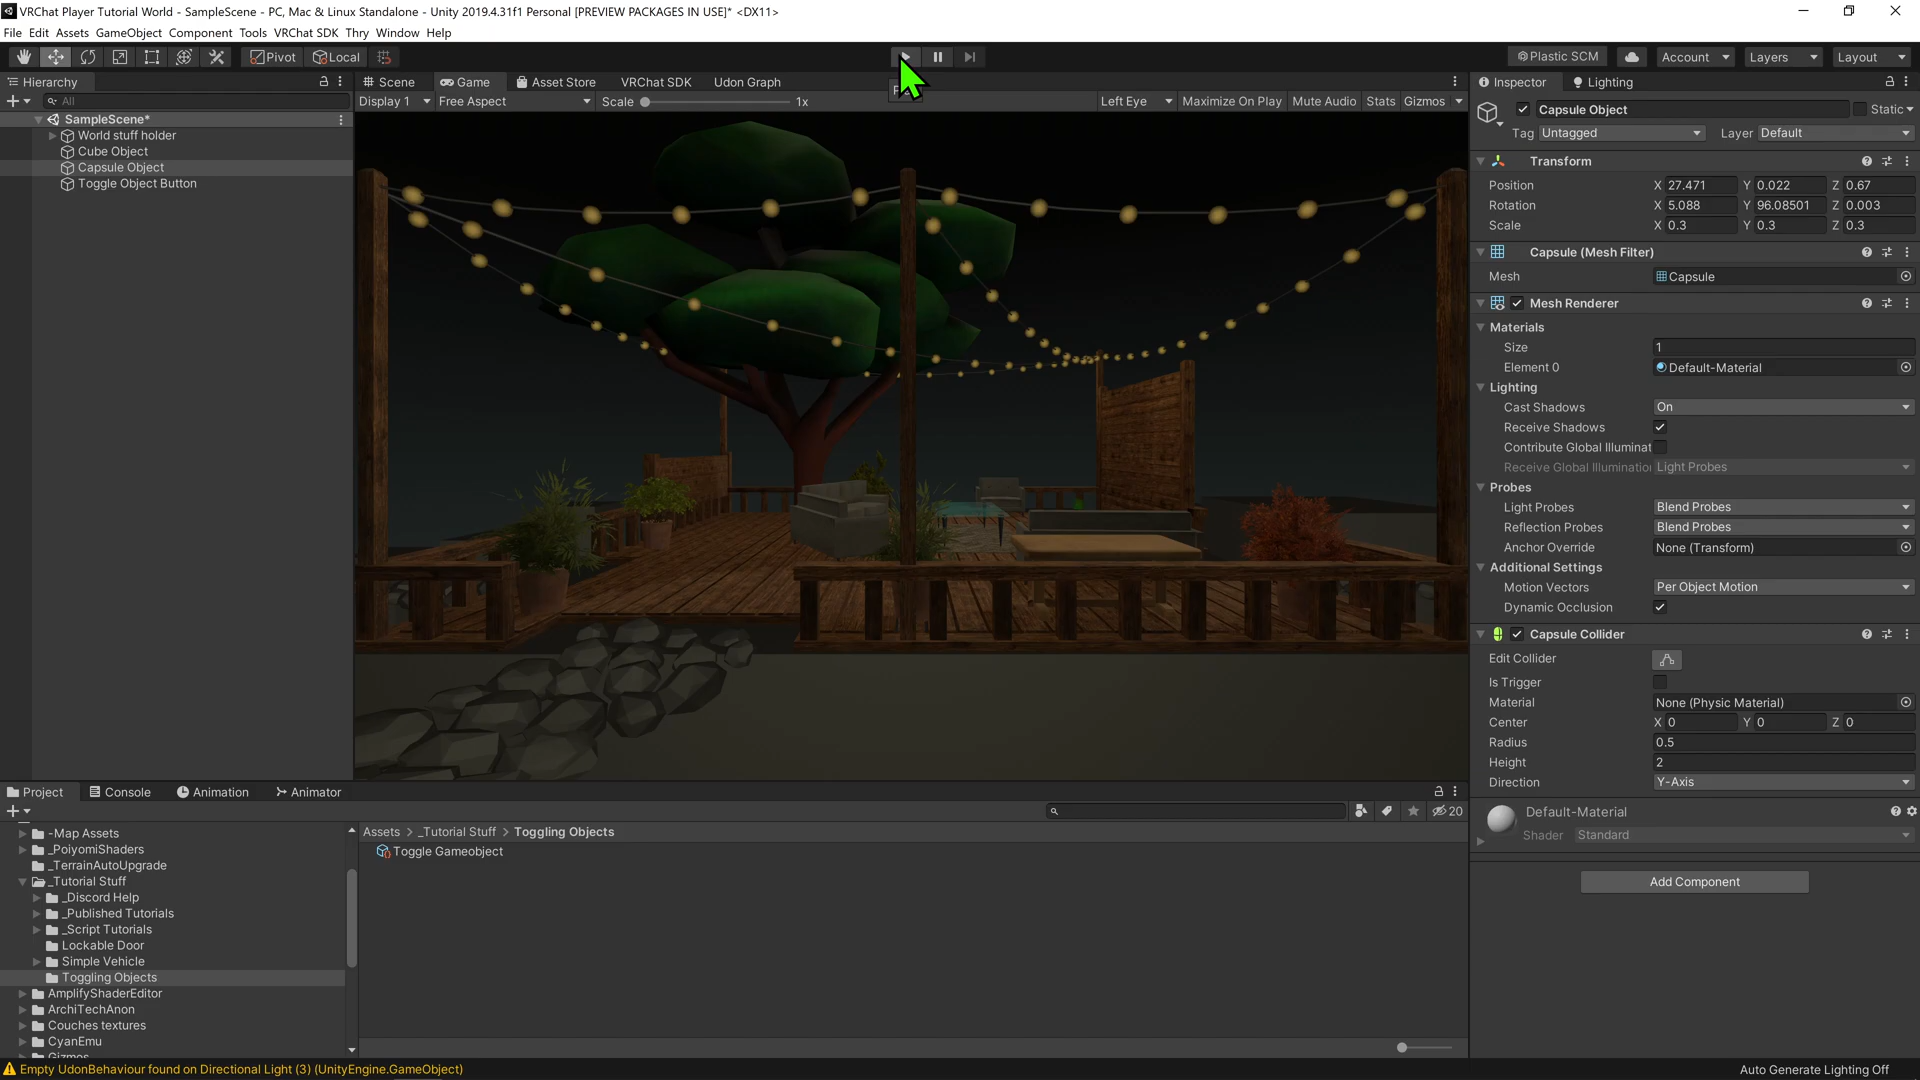 VRChat Player Tutorial World - SampleScene - PC, Mac & Linux Standalone - Unity 2019.4.31f1 Personal [PREVIEW PACKAGES IN USE]* <DX11>
File Edit Assets GameObject Component Tools VRChat SDK Thry Window Help
Pivot Local Plastic SCM Account Layers Layout
Hierarchy
All
SampleScene*
World stuff holder
Cube Object
Capsule Object
Toggle Object Button
Scene Game Asset Store VRChat SDK Udon Graph
Display 1 Free Aspect Scale 1x Left Eye Maximize On Play Mute Audio Stats Gizmos
Inspector Lighting
Capsule Object Static
Tag Untagged Layer Default
Transform
Position X 27.471 Y 0.022 Z 0.67
Rotation X 5.088 Y 96.08501 Z 0.003
Scale X 0.3 Y 0.3 Z 0.3
Capsule (Mesh Filter)
Mesh Capsule
Mesh Renderer
Materials
Size 1
Element 0 Default-Material
Lighting
Cast Shadows On
Receive Shadows
Contribute Global Illuminat
Receive Global Illumination Light Probes
Probes
Light Probes Blend Probes
Reflection Probes Blend Probes
Anchor Override None (Transform)
Additional Settings
Motion Vectors Per Object Motion
Dynamic Occlusion
Capsule Collider
Edit Collider
Is Trigger
Material None (Physic Material)
Center X 0 Y 0 Z 0
Radius 0.5
Height 2
Direction Y-Axis
Default-Material
Shader Standard
Add Component
Project Console Animation Animator
20
-Map Assets
_PoiyomiShaders
_TerrainAutoUpgrade
_Tutorial Stuff
_Discord Help
_Published Tutorials
_Script Tutorials
Lockable Door
Simple Vehicle
Toggling Objects
AmplifyShaderEditor
ArchiTechAnon
Couches textures
CyanEmu
Gizmos
Assets > _Tutorial Stuff > Toggling Objects
Toggle Gameobject
Empty UdonBehaviour found on Directional Light (3) (UnityEngine.GameObject)
Auto Generate Lighting Off